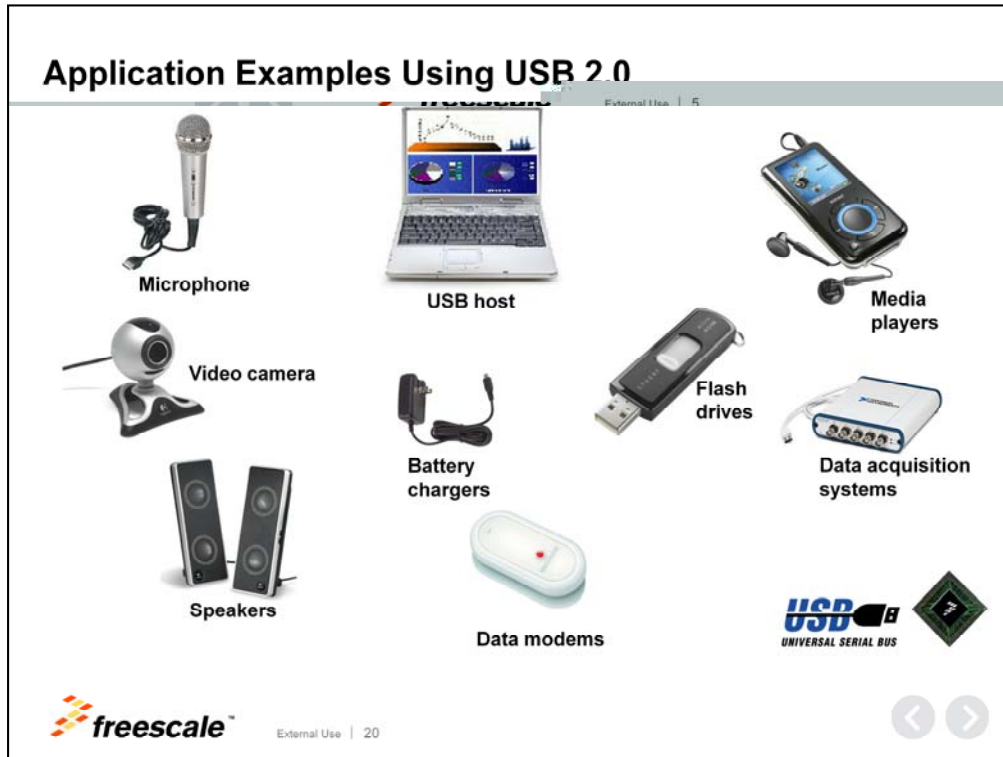 Application Examples Using USB 2.0
freescale
External Use | 5
Microphone
USB host
Media
players
Video camera
Flash
drives
Battery
chargers
Data acquisition
systems
Speakers
Data modems
USB
UNIVERSAL SERIAL BUS
freescale™
External Use | 20